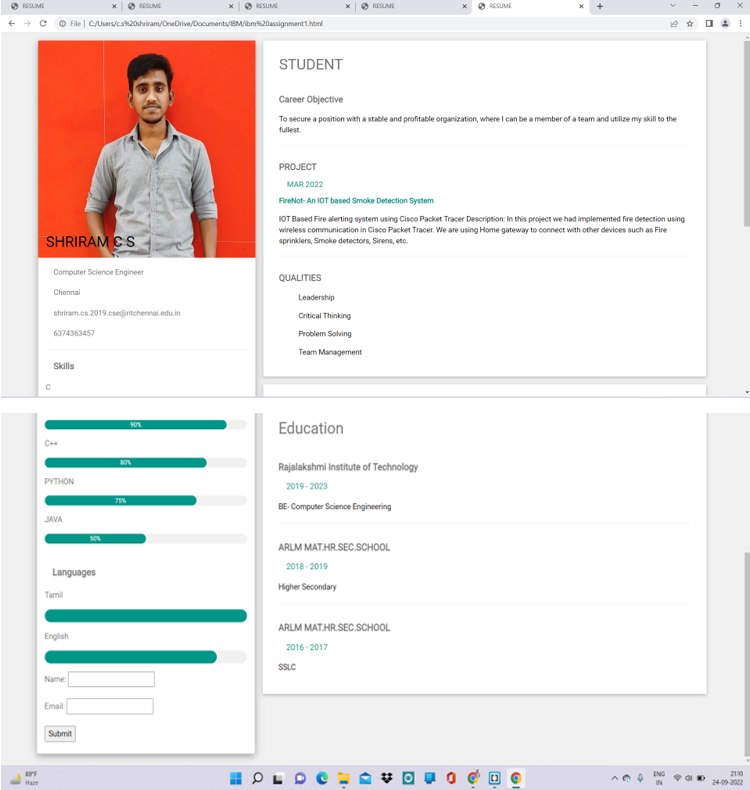 RESUME
RESUME
RESUME
RESUME
RESUME
File | C:/Users/c.s%20shriram/OneDrive/Documents/IBM/ibm%20assignment1.html
SHRIRAM C S
Computer Science Engineer
Chennai
shriram.cs.2019.cse@ritchennai.edu.in
6374363457
Skills
C
STUDENT
Career Objective
To secure a position with a stable and profitable organization, where I can be a member of a team and utilize my skill to the
fullest.
PROJECT
MAR 2022
FireNot- An IOT based Smoke Detection System
IOT Based Fire alerting system using Cisco Packet Tracer Description: In this project we had implemented fire detection using
wireless communication in Cisco Packet Tracer. We are using Home gateway to connect with other devices such as Fire
sprinklers, Smoke detectors, Sirens, etc.
QUALITIES
Leadership
Critical Thinking
Problem Solving
Team Management
90%
C++
80%
PYTHON
75%
JAVA
50%
Languages
Tamil
English
Name:
Email:
Submit
Education
Rajalakshmi Institute of Technology
2019 - 2023
BE- Computer Science Engineering
ARLM MAT.HR.SEC.SCHOOL
2018 - 2019
Higher Secondary
ARLM MAT.HR.SEC.SCHOOL
2016 - 2017
SSLC
89°F
Haze
ENG
IN
21:10
24-09-2022